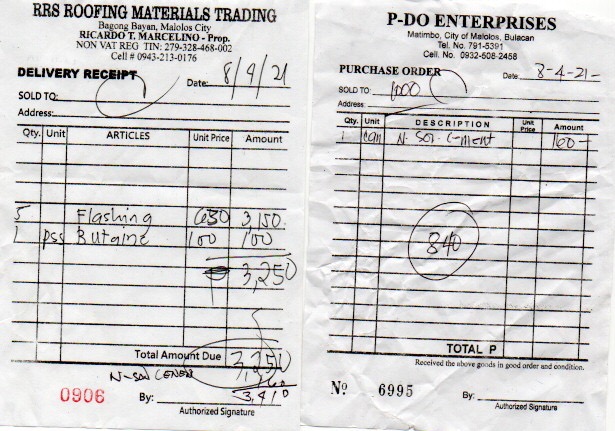 RRS ROOFING MATERIALS TRADING
Bagong Bayan, Malolos City
RICARDO T. MARCELINO - Prop.
NON VAT REG TIN: 279-328-468-002
Cell # 0943-213-0176
DELIVERY RECEIPT
Date: 8/9/21
SOLD TO:
Address:
Qty. Unit ARTICLES Unit Price Amount
5 Flashing 630 3,150
1 pss Butaine 100 100
3,250
Total Amount Due 3,250
N-Sol Cement 160
3,410
0906
By:
Authorized Signature
P-DO ENTERPRISES
Matimbo, City of Malolos, Bulacan
Tel. No. 791-5391
Cell. No. 0932-508-2458
PURCHASE ORDER
Date: 8-4-21-
SOLD TO: 1000
Address:
Qty. Unit DESCRIPTION Unit Price Amount
1 can N. Sol. C-ment 160-
840
TOTAL P
Received the above goods in good order and condition.
Nº 6995
By:
Authorized Signature